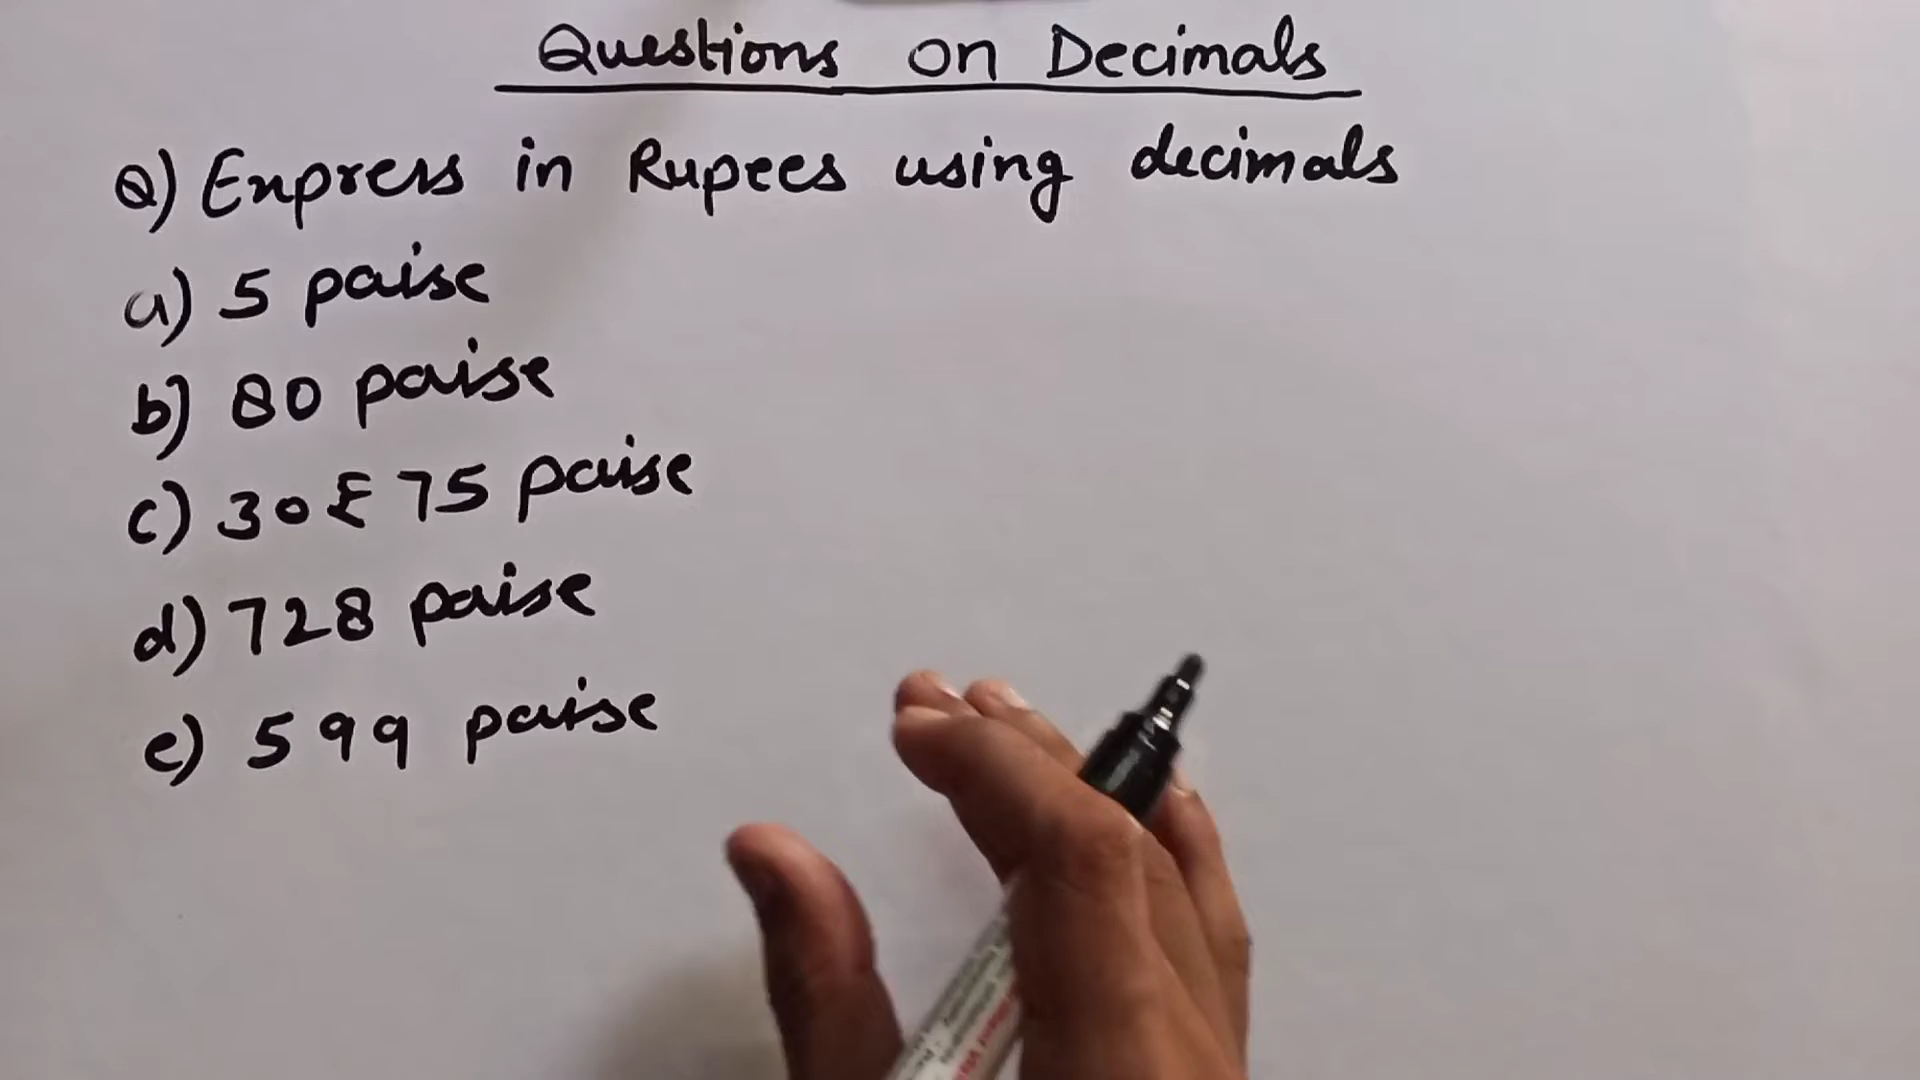 Questions on Decimals
Q) Express in Rupees using decimals
a) 5 paise
b) 80 paise
c) 30 ₹ 75 paise
d) 728 paise
e) 599 paise